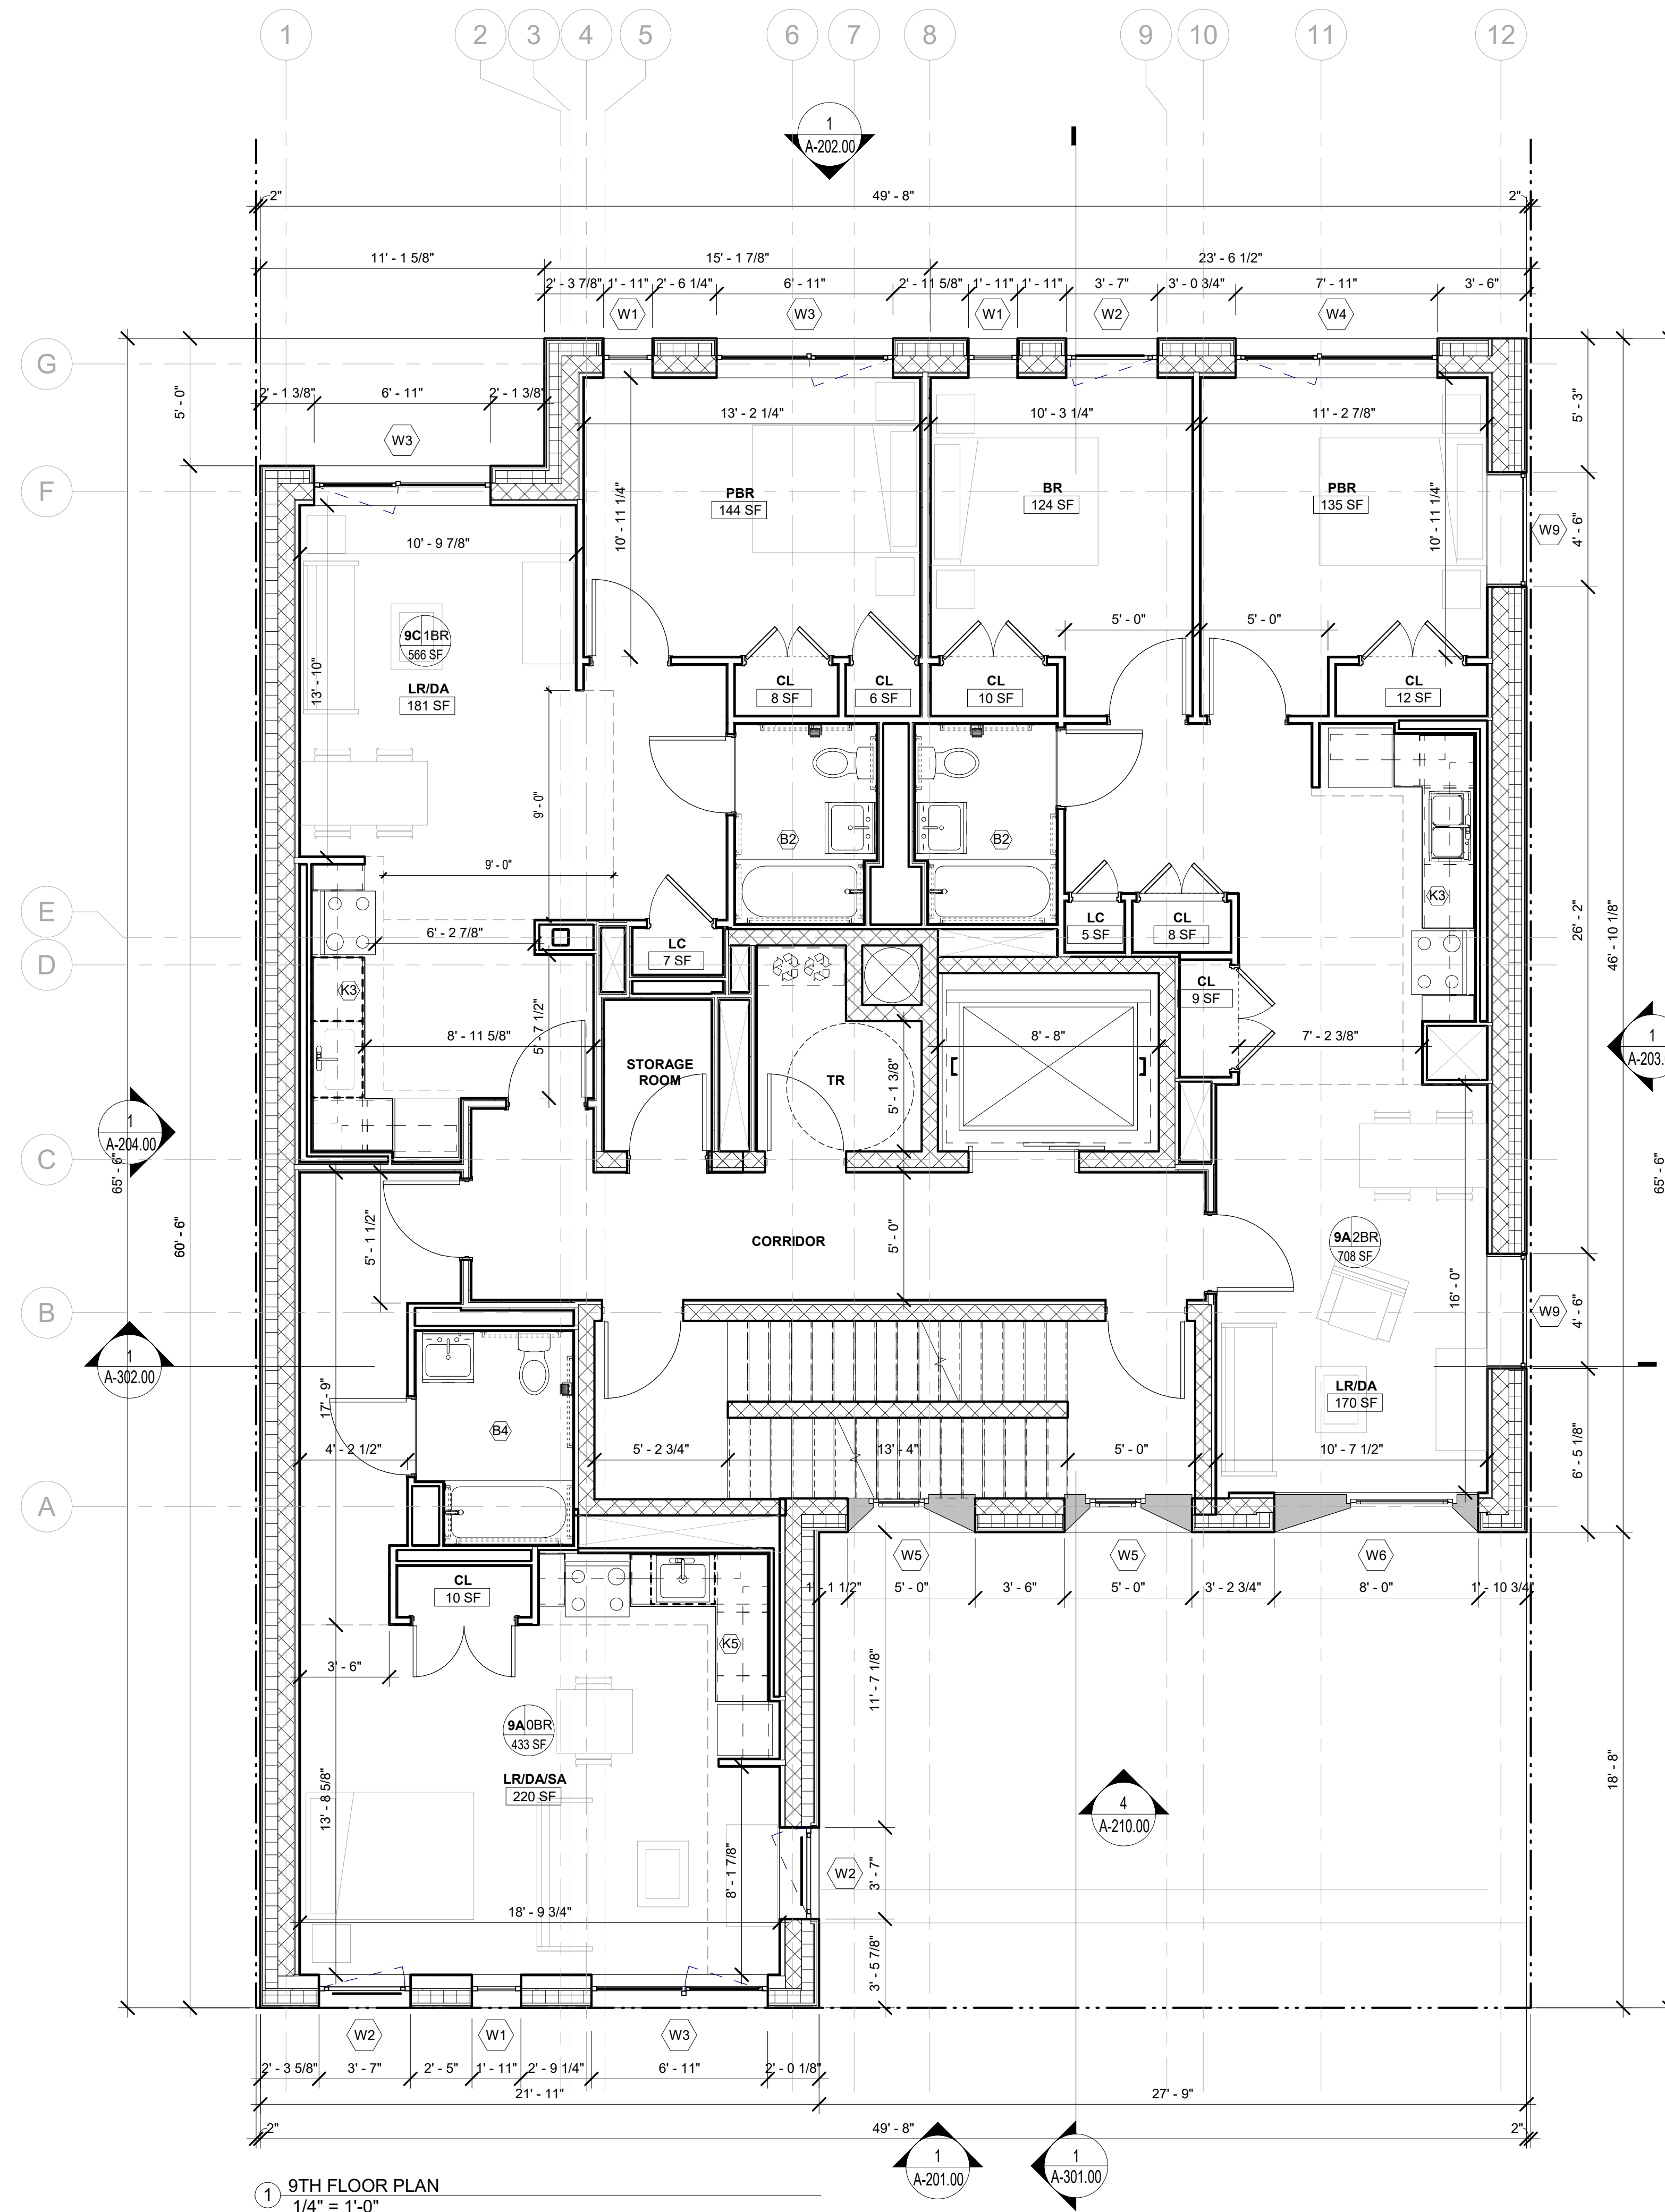 1 2 3 4 5 6 7 8 9 10 11 12
1
A-202.00
2" 49' - 8" 2"
11' - 1 5/8" 15' - 1 7/8" 23' - 6 1/2"
2' - 3 7/8" 1' - 11" 2' - 6 1/4" 6' - 11" 2' - 11 5/8" 1' - 11" 1' - 11" 3' - 7" 3' - 0 3/4" 7' - 11" 3' - 6"
W1 W3 W1 W2 W4
G
2' - 1 3/8" 6' - 11" 2' - 1 3/8"
5' - 0"
5' - 3"
W3
13' - 2 1/4" 10' - 3 1/4" 11' - 2 7/8"
F
PBR
144 SF
BR
124 SF
PBR
135 SF
10' - 11 1/4"
10' - 11 1/4"
W9
4' - 6"
10' - 9 7/8"
5' - 0" 5' - 0"
9C 1BR
566 SF
13' - 10"
LR/DA
181 SF
CL
8 SF
CL
6 SF
CL
10 SF
CL
12 SF
9' - 0"
9' - 0"
B2 B2
K3
E
LC
5 SF
CL
8 SF
26' - 2"
46' - 10 1/8"
6' - 2 7/8"
LC
7 SF
D
K3
CL
9 SF
8' - 11 5/8"
5' - 7 1/2"
STORAGE
ROOM
TR
5' - 1 3/8"
8' - 8"
7' - 2 3/8"
1
A-203.
1
A-204.00
C
65' - 6"
60' - 6"
65' - 6"
5' - 1 1/2"
CORRIDOR
5' - 0"
9A 2BR
708 SF
16' - 0"
B
W9
4' - 6"
1
A-302.00
17' - 9"
LR/DA
170 SF
B4
4' - 2 1/2" 5' - 2 3/4" 13' - 4" 5' - 0" 10' - 7 1/2"
6' - 5 1/8"
A
W5 W5 W6
CL
10 SF
1' - 1 1/2" 5' - 0" 3' - 6" 5' - 0" 3' - 2 3/4" 8' - 0" 1' - 10 3/4"
K5
3' - 6"
11' - 7 1/8"
9A 0BR
433 SF
LR/DA/SA
220 SF
13' - 8 5/8"
18' - 8"
4
A-210.00
8' - 1 7/8"
W2
3' - 7"
18' - 9 3/4"
3' - 5 7/8"
W2 W1 W3
2' - 3 5/8" 3' - 7" 2' - 5" 1' - 11" 2' - 9 1/4" 6' - 11" 2' - 0 1/8"
21' - 11" 27' - 9"
2" 49' - 8" 2"
1
A-201.00
1
A-301.00
1 9TH FLOOR PLAN
1/4" = 1'-0"